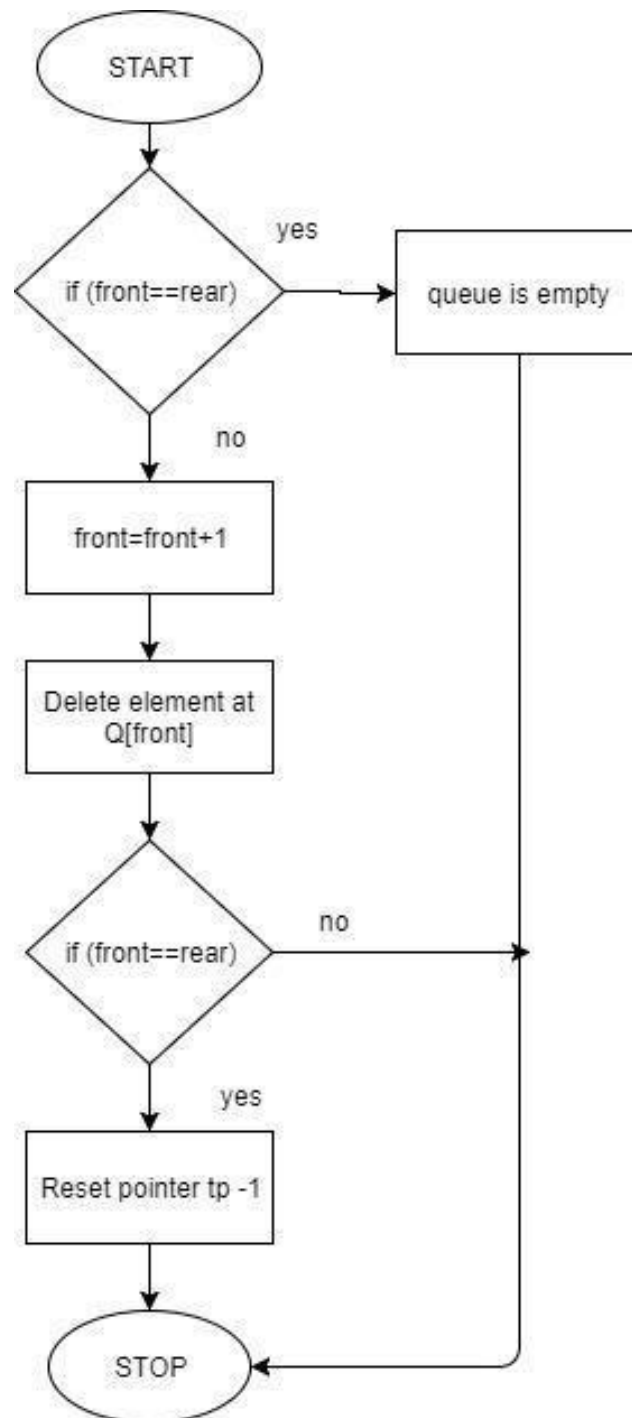 START
if (front==rear)
yes
queue is empty
no
front=front+1
Delete element at
Q[front]
if (front==rear)
no
yes
Reset pointer tp -1
STOP